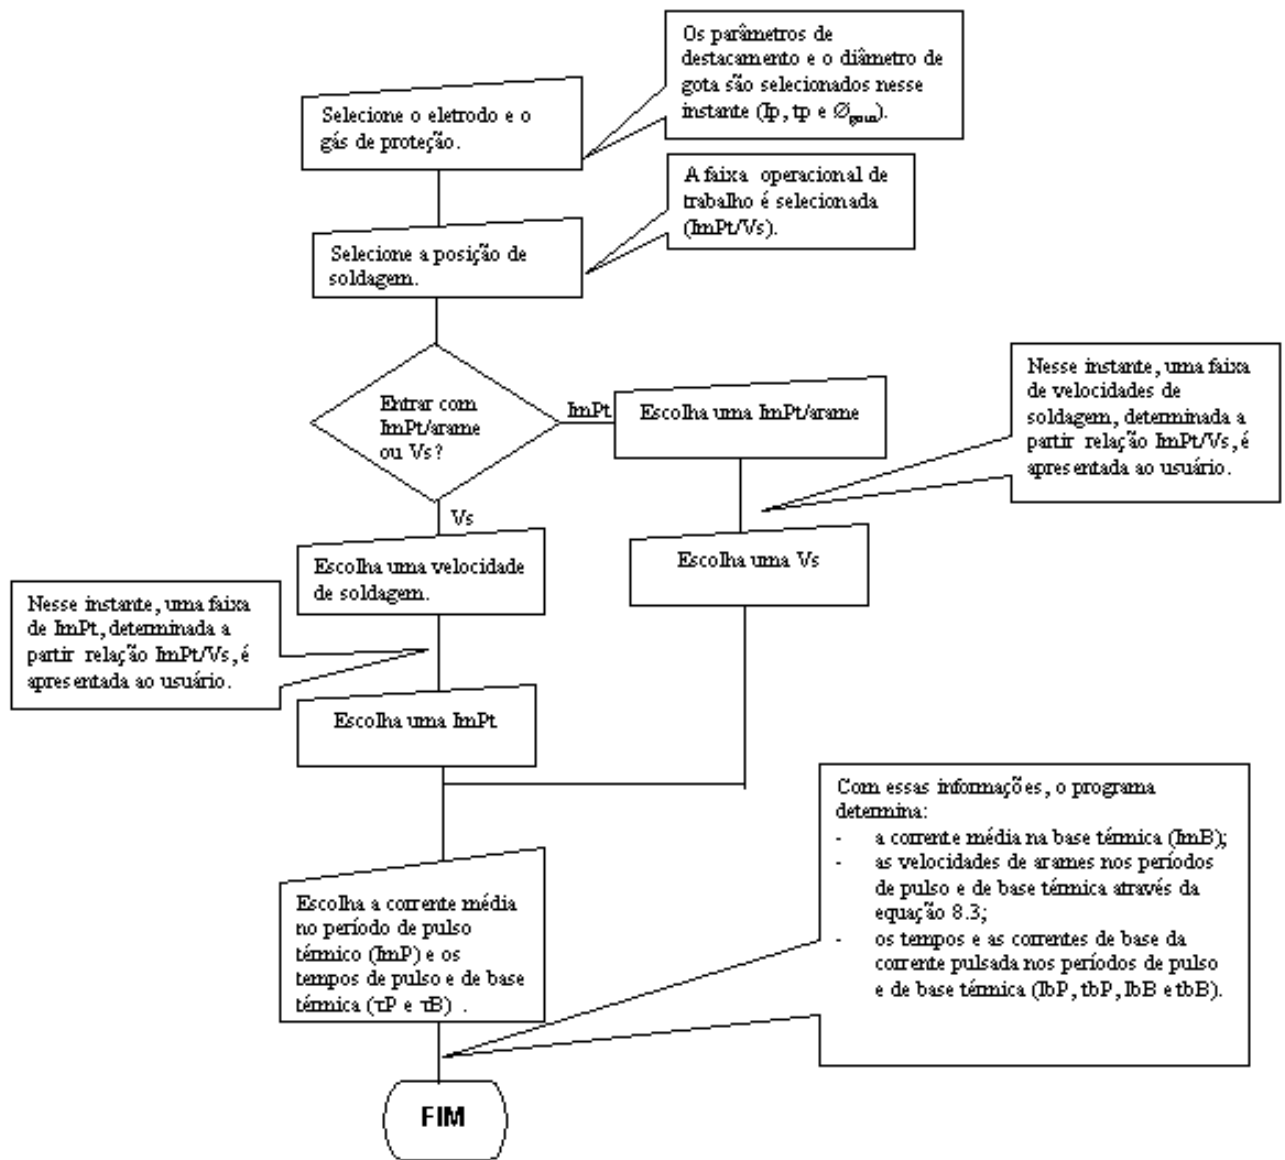 Os parâmetros de
destacamento e o diâmetro de
gota são selecionados nesse
instante (Ip, tp e Ø_gota).
Selecione o eletrodo e o
gás de proteção.
A faixa operacional de
trabalho é selecionada
(ImPt/Vs).
Selecione a posição de
soldagem.
Entrar com
ImPt/arame
ou Vs?
ImPt
Escolha uma ImPt/arame
Nesse instante, uma faixa
de velocidades de
soldagem, determinada a
partir relação ImPt/Vs, é
apresentada ao usuário.
Vs
Escolha uma velocidade
de soldagem.
Escolha uma Vs
Nesse instante, uma faixa
de ImPt, determinada a
partir relação ImPt/Vs, é
apresentada ao usuário.
Escolha uma ImPt
Com essas informações, o programa
determina:
- a corrente média na base térmica (ImB);
- as velocidades de arames nos períodos
de pulso e de base térmica através da
equação 8.3;
- os tempos e as correntes de base da
corrente pulsada nos períodos de pulso
e de base térmica (IbP, tbP, IbB e tbB).
Escolha a corrente média
no período de pulso
térmico (ImP) e os
tempos de pulso e de base
térmica (τP e τB) .
FIM